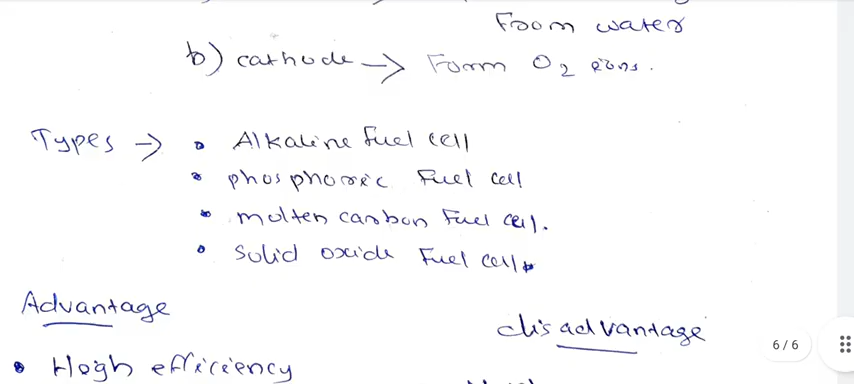 Form water
b) cathode → Form O2 ions.
Types → • Alkaline Fuel cell
• phosphoric Fuel cell
• molten carbon Fuel cell.
• Solid oxide Fuel cell.
Advantage
disadvantage
6 / 6
• High efficiency